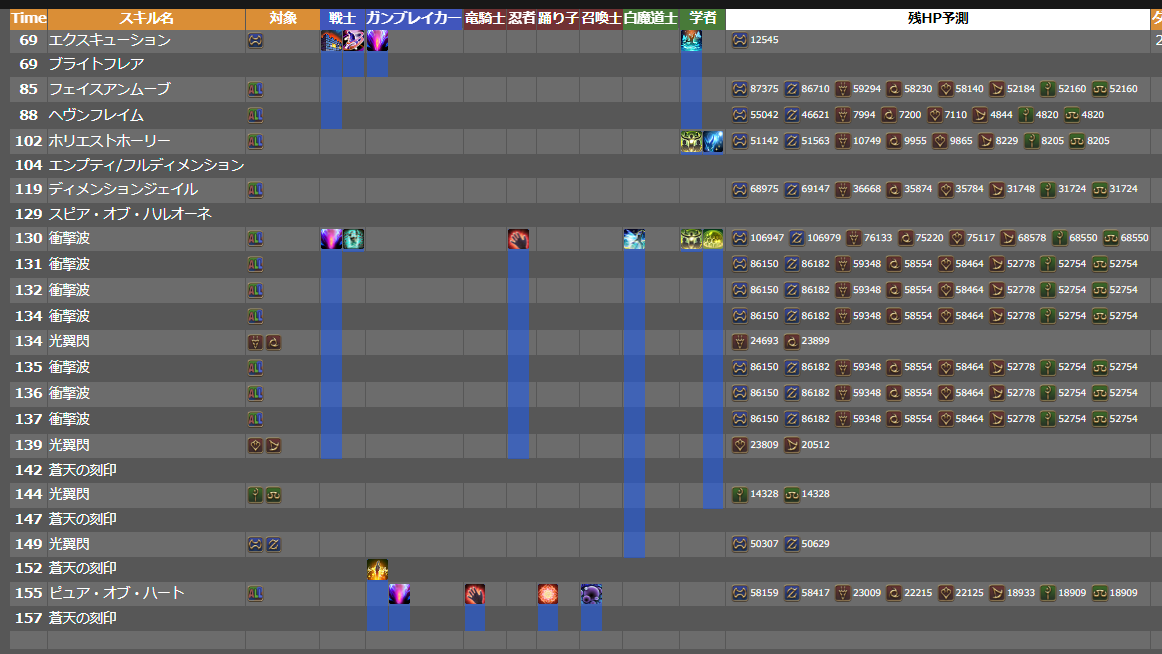 Time スキル名 対象 戦士 ガンブレイカー 竜騎士 忍者 踊り子 召喚士 白魔道士 学者 残HP予測 タ
69 エクスキューション 12545 2
69 ブライトフレア
85 フェイスアンムーブ ALL 87375 86710 59294 58230 58140 52184 52160 52160
88 ヘヴンフレイム ALL 55042 46621 7994 7200 7110 4844 4820 4820
102 ホリエストホーリー ALL 51142 51563 10749 9955 9865 8229 8205 8205
104 エンプティ/フルディメンション
119 ディメンションジェイル ALL 68975 69147 36668 35874 35784 31748 31724 31724
129 スピア・オブ・ハルオーネ
130 衝撃波 ALL 106947 106979 76133 75220 75117 68578 68550 68550
131 衝撃波 ALL 86150 86182 59348 58554 58464 52778 52754 52754
132 衝撃波 ALL 86150 86182 59348 58554 58464 52778 52754 52754
134 衝撃波 ALL 86150 86182 59348 58554 58464 52778 52754 52754
134 光翼閃 24693 23899
135 衝撃波 ALL 86150 86182 59348 58554 58464 52778 52754 52754
136 衝撃波 ALL 86150 86182 59348 58554 58464 52778 52754 52754
137 衝撃波 ALL 86150 86182 59348 58554 58464 52778 52754 52754
139 光翼閃 23809 20512
142 蒼天の刻印
144 光翼閃 14328 14328
147 蒼天の刻印
149 光翼閃 50307 50629
152 蒼天の刻印
155 ピュア・オブ・ハート ALL 58159 58417 23009 22215 22125 18933 18909 18909
157 蒼天の刻印